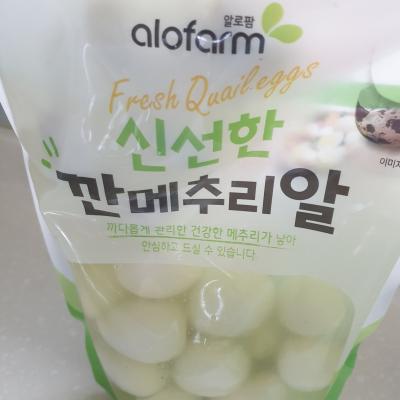 알로팜
alofarm
Fresh Quail eggs
신선한
깐메추리알
까다롭게 관리한 건강한 메추리가 낳아
안심하고 드실 수 있습니다
이미지